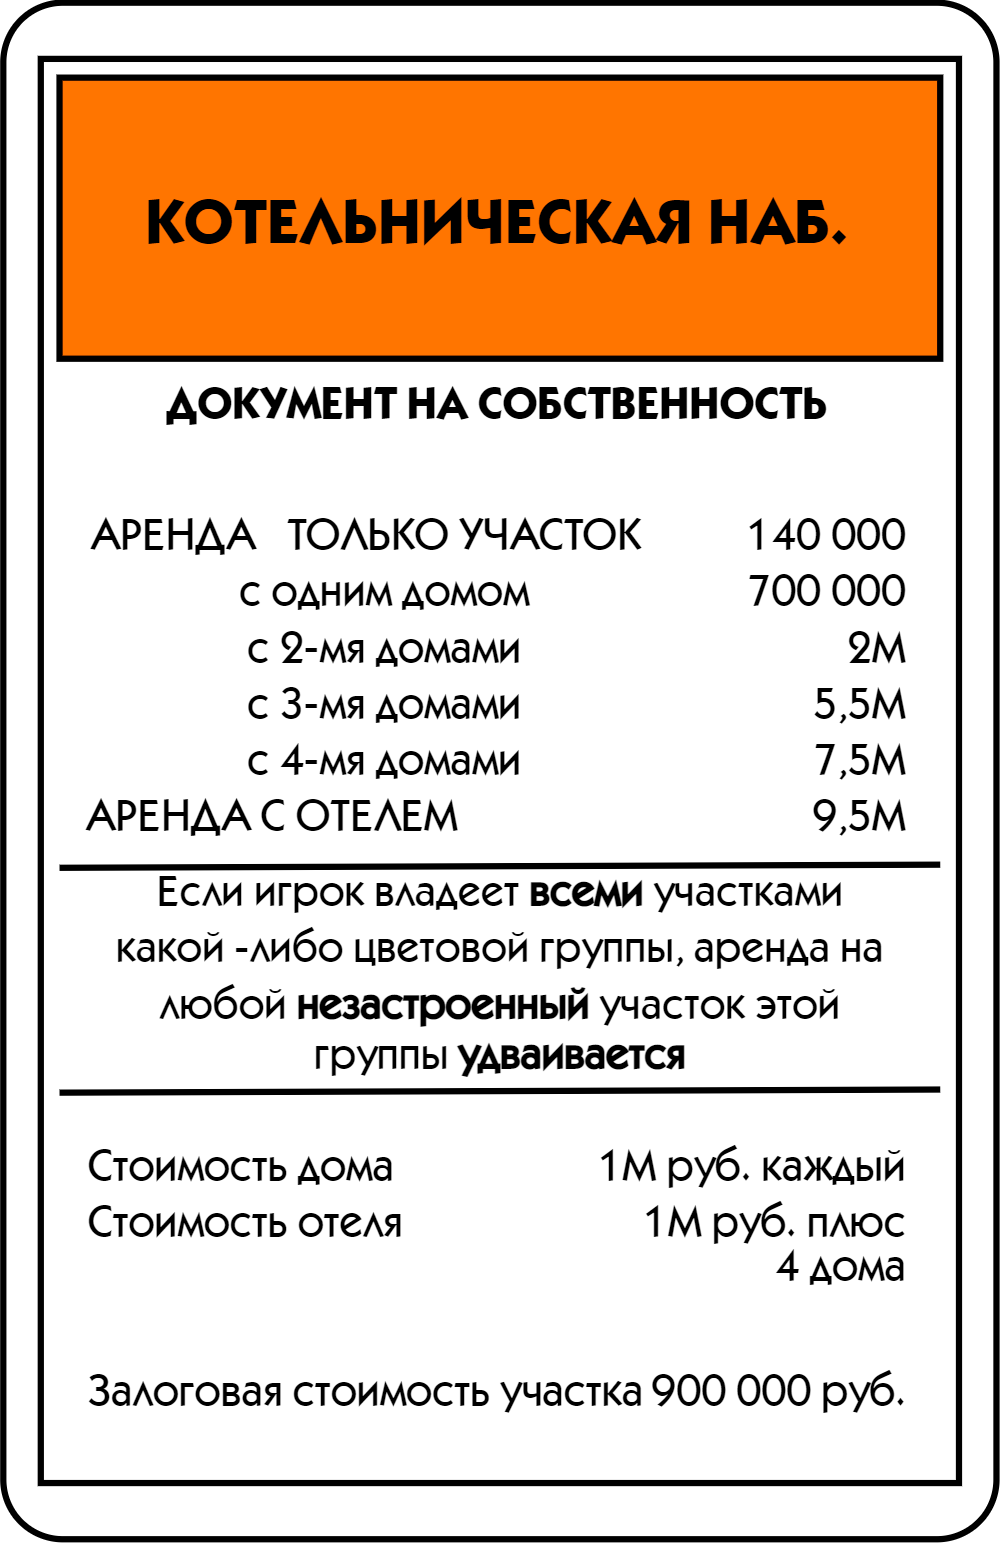 КОТЕЛЬНИЧЕСКАЯ НАБ.
ДОКУМЕНТ НА СОБСТВЕННОСТЬ
АРЕНДА ТОЛЬКО УЧАСТОК 140 000
с одним домом 700 000
с 2-мя домами 2М
с 3-мя домами 5,5М
с 4-мя домами 7,5М
АРЕНДА С ОТЕЛЕМ 9,5М
Если игрок владеет всеми участками
какой -либо цветовой группы, аренда на
любой незастроенный участок этой
группы удваивается
Стоимость дома 1М руб. каждый
Стоимость отеля 1М руб. плюс
4 дома
Залоговая стоимость участка 900 000 руб.